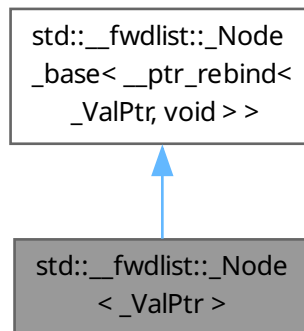 std::__fwdlist::_Node
_base< __ptr_rebind<
_ValPtr, void > >
std::__fwdlist::_Node
< _ValPtr >